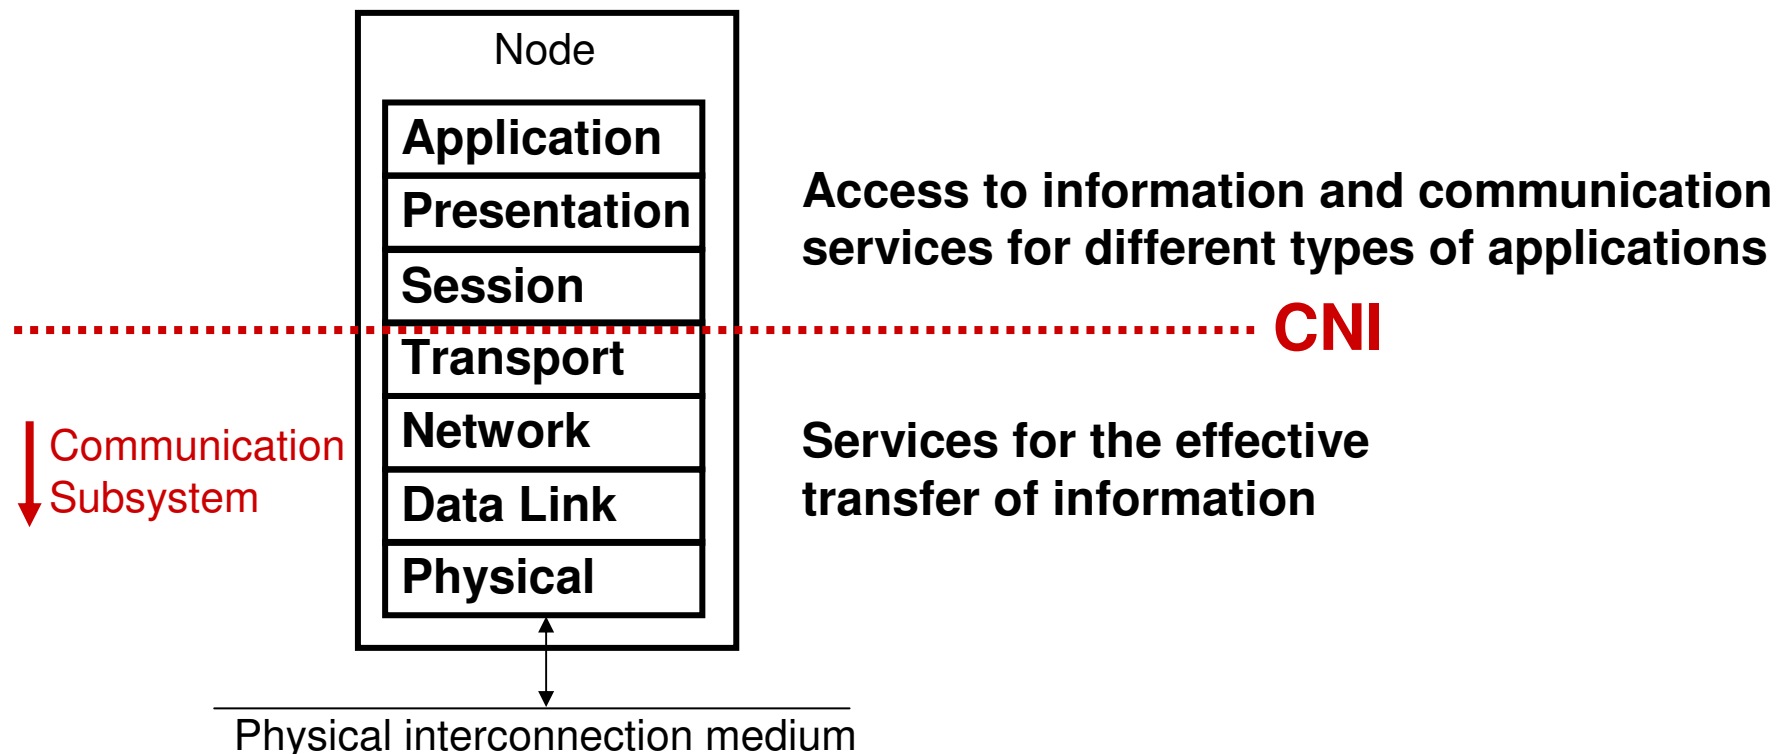 Node
Application
Presentation
Session
Transport
Network
Data Link
Physical
Access to information and communication
services for different types of applications
CNI
Communication
Subsystem
Services for the effective
transfer of information
Physical interconnection medium